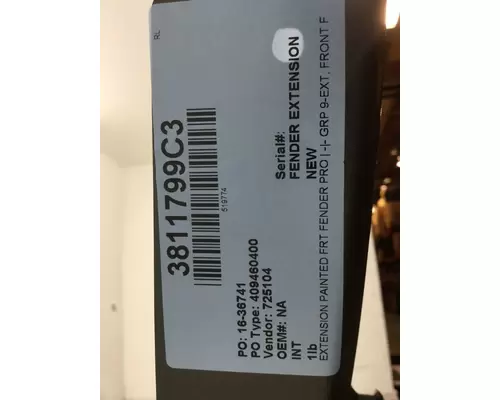 RL
3811799C3
519774
PO: 16-36741
PO Type: 409460400
Vendor: 725104
OEM#: NA
INT
1lb
Serial#:
FENDER EXTENSION
NEW
EXTENSION PAINTED FRT FENDER PRO | -|- GRP 9-EXT, FRONT F